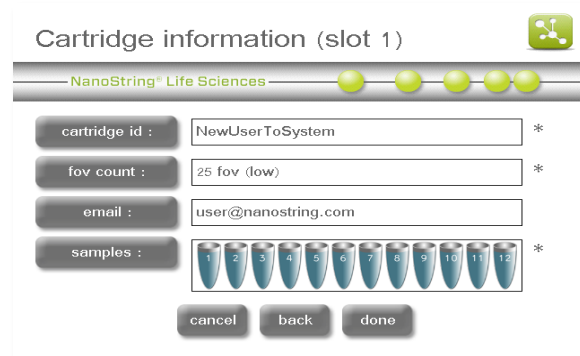 Cartridge information (slot 1)
NanoString® Life Sciences
cartridge id : NewUserToSystem *
fov count : 25 fov (low) *
email : user@nanostring.com
samples : 1 2 3 4 5 6 7 8 9 10 11 12 *
cancel back done